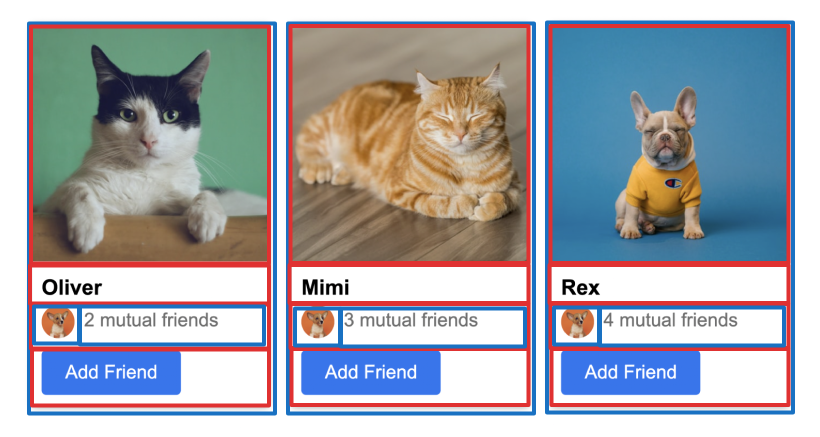 Oliver
2 mutual friends
Add Friend
Mimi
3 mutual friends
Add Friend
Rex
4 mutual friends
Add Friend